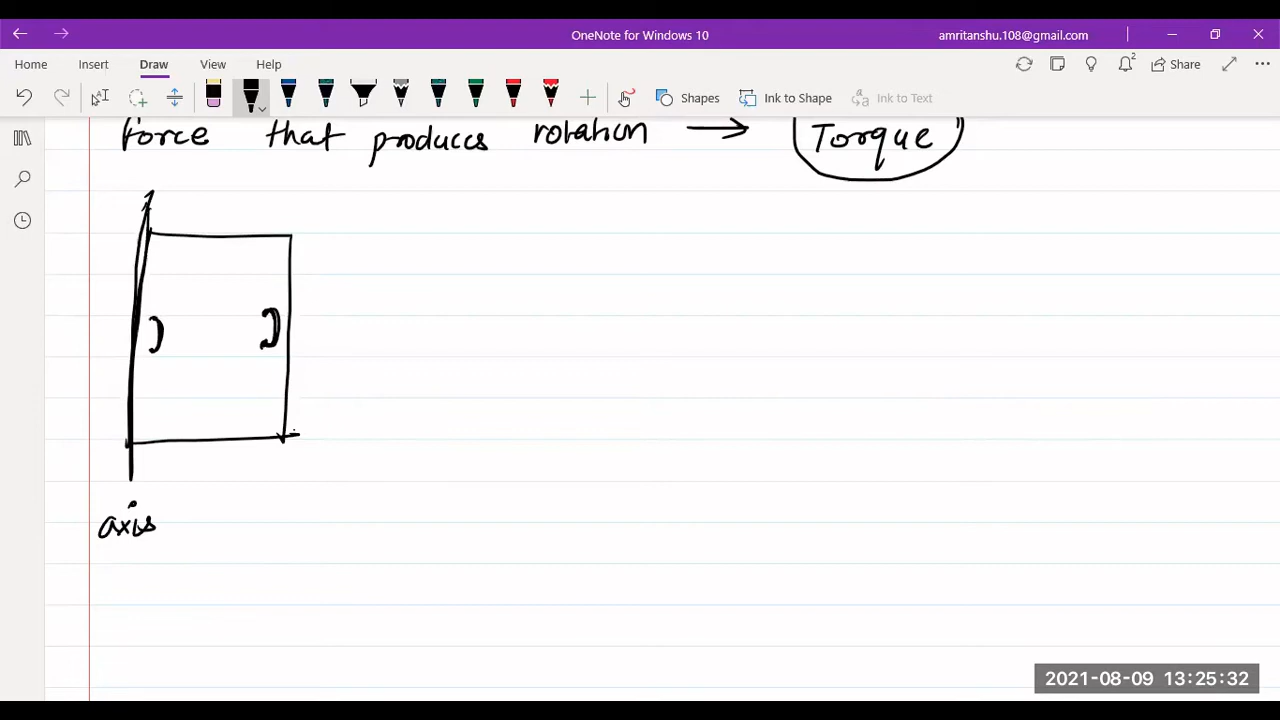 OneNote for Windows 10
amritanshu.108@gmail.com
Home Insert Draw View Help
Share
Shapes Ink to Shape Ink to Text
force that produces rotation → Torque
axis
2021-08-09 13:25:32